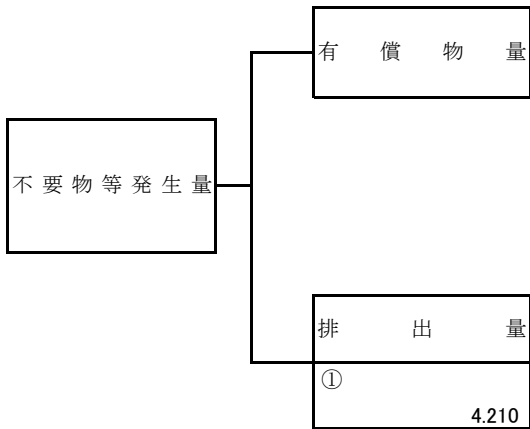 有償物量
不要物等発生量
排出量
①
4.210